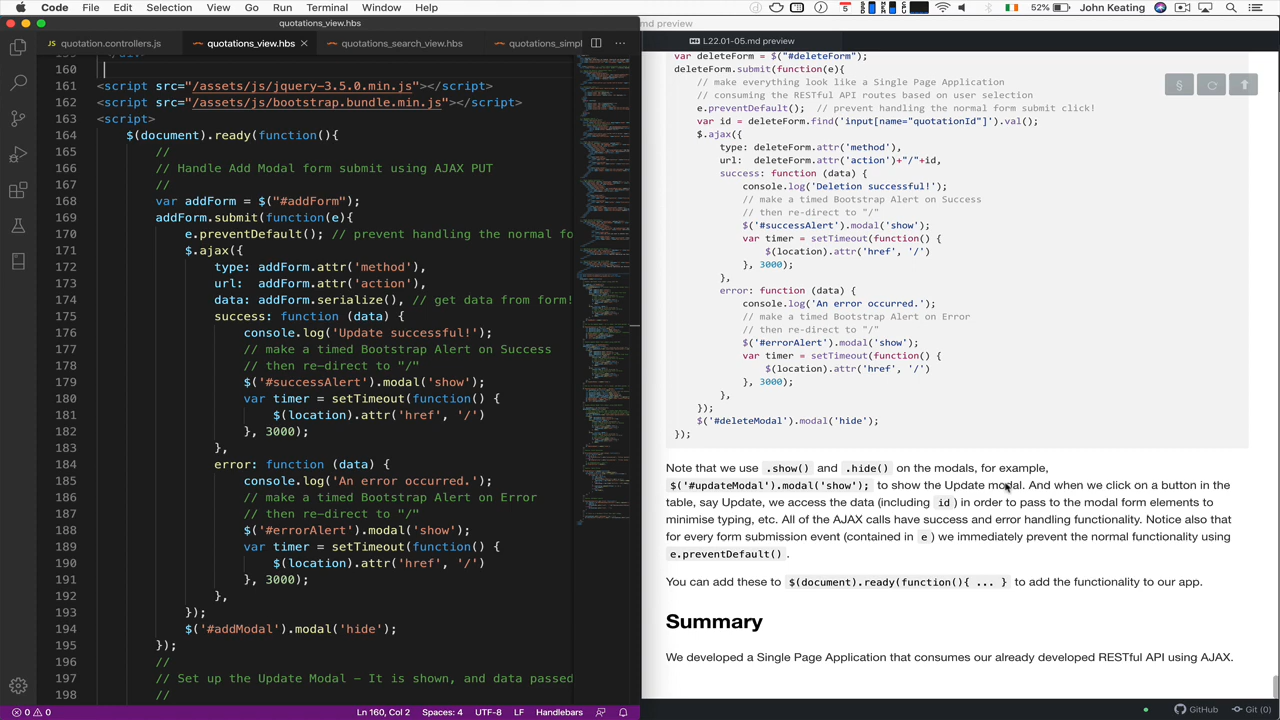 Code File Edit Selection View Go Run Terminal Window Help
5 52% John Keating
quotations_view.hbs
md preview
quotation.controllers.js quotations_view.hbs quotations_search_view.hbs quotations_simpl
L22.01-05.md preview
160
<script src="/assets/js/jquery-3.5.0.min.js"></script>
<script src="/assets/js/bootstrap.bundle.min.js"></script>
<script>
164 $(document).ready(function(){
165 //
166 // Handle Add Modal form submit using AJAX PUT
167 //
168 var addForm = $("#addForm");
169 addForm.submit(function(e){
170 e.preventDefault(); //prevent handling the normal fo
171 $.ajax({
172 type: addForm.attr('method'),
173 url: addForm.attr('action'),
174 data: addForm.serialize(), // get data from form!
175 success: function (data) {
176 console.log('Update successful!');
177 // make a timed Bootstrap Alert on Success
178 // then re-direct to "/"
179 $('#successAlert').modal('show');
180 var timer = setTimeout(function() {
181 $(location).attr('href', '/')
182 }, 3000);
183 },
184 error: function (data) {
185 console.log('An error occurred.');
186 // make a timed Bootstrap Alert on Error
187 // then re-direct to "/"
188 $('#errorAlert').modal('show');
189 var timer = setTimeout(function() {
190 $(location).attr('href', '/')
191 }, 3000);
192 },
193 });
194 $('#addModal').modal('hide');
195 });
196 //
197 // Set up the Update Modal – It is shown, and data passed
198 //
Ln 160, Col 2 Spaces: 4 UTF-8 LF Handlebars
0 0
var deleteForm = $("#deleteForm");
deleteForm.submit(function(e){
// make everything look like a Single Page Application
// consuming the RESTful API routes based on user selection
e.preventDefault(); // prevent handling the normal form submit click!
var id = deleteForm.find('input[name="quotationId"]').val();
$.ajax({
type: deleteForm.attr('method'),
url: deleteForm.attr('action')+"/"+id,
success: function (data) {
console.log('Deletion successful!');
// make a timed Bootstrap Alert on Success
// then re-direct to "/"
$('#successAlert').modal('show');
var timer = setTimeout(function() {
$(location).attr('href', '/')
}, 3000);
},
error: function (data) {
console.log('An error occurred.');
// make a timed Bootstrap Alert on Error
// then re-direct to "/"
$('#errorAlert').modal('show');
var timer = setTimeout(function() {
$(location).attr('href', '/')
}, 3000);
},
});
$('#deleteModal').modal('hide');
});
Note that we use .show() and .hide() on the modals, for example,
$('#updateModal').modal('show'); to show the Update modal. And when we click on a button in the
table, say Update, we access the data (including id ) in order to pass to the modal form elements to
minimise typing, etc. All of the AJAX calls have success and error handling functionality. Notice also that
for every form submission event (contained in e ) we immediately prevent the normal functionality using
e.preventDefault() .
You can add these to $(document).ready(function(){ ... } to add the functionality to our app.
Summary
We developed a Single Page Application that consumes our already developed RESTful API using AJAX.
GitHub Git (0)